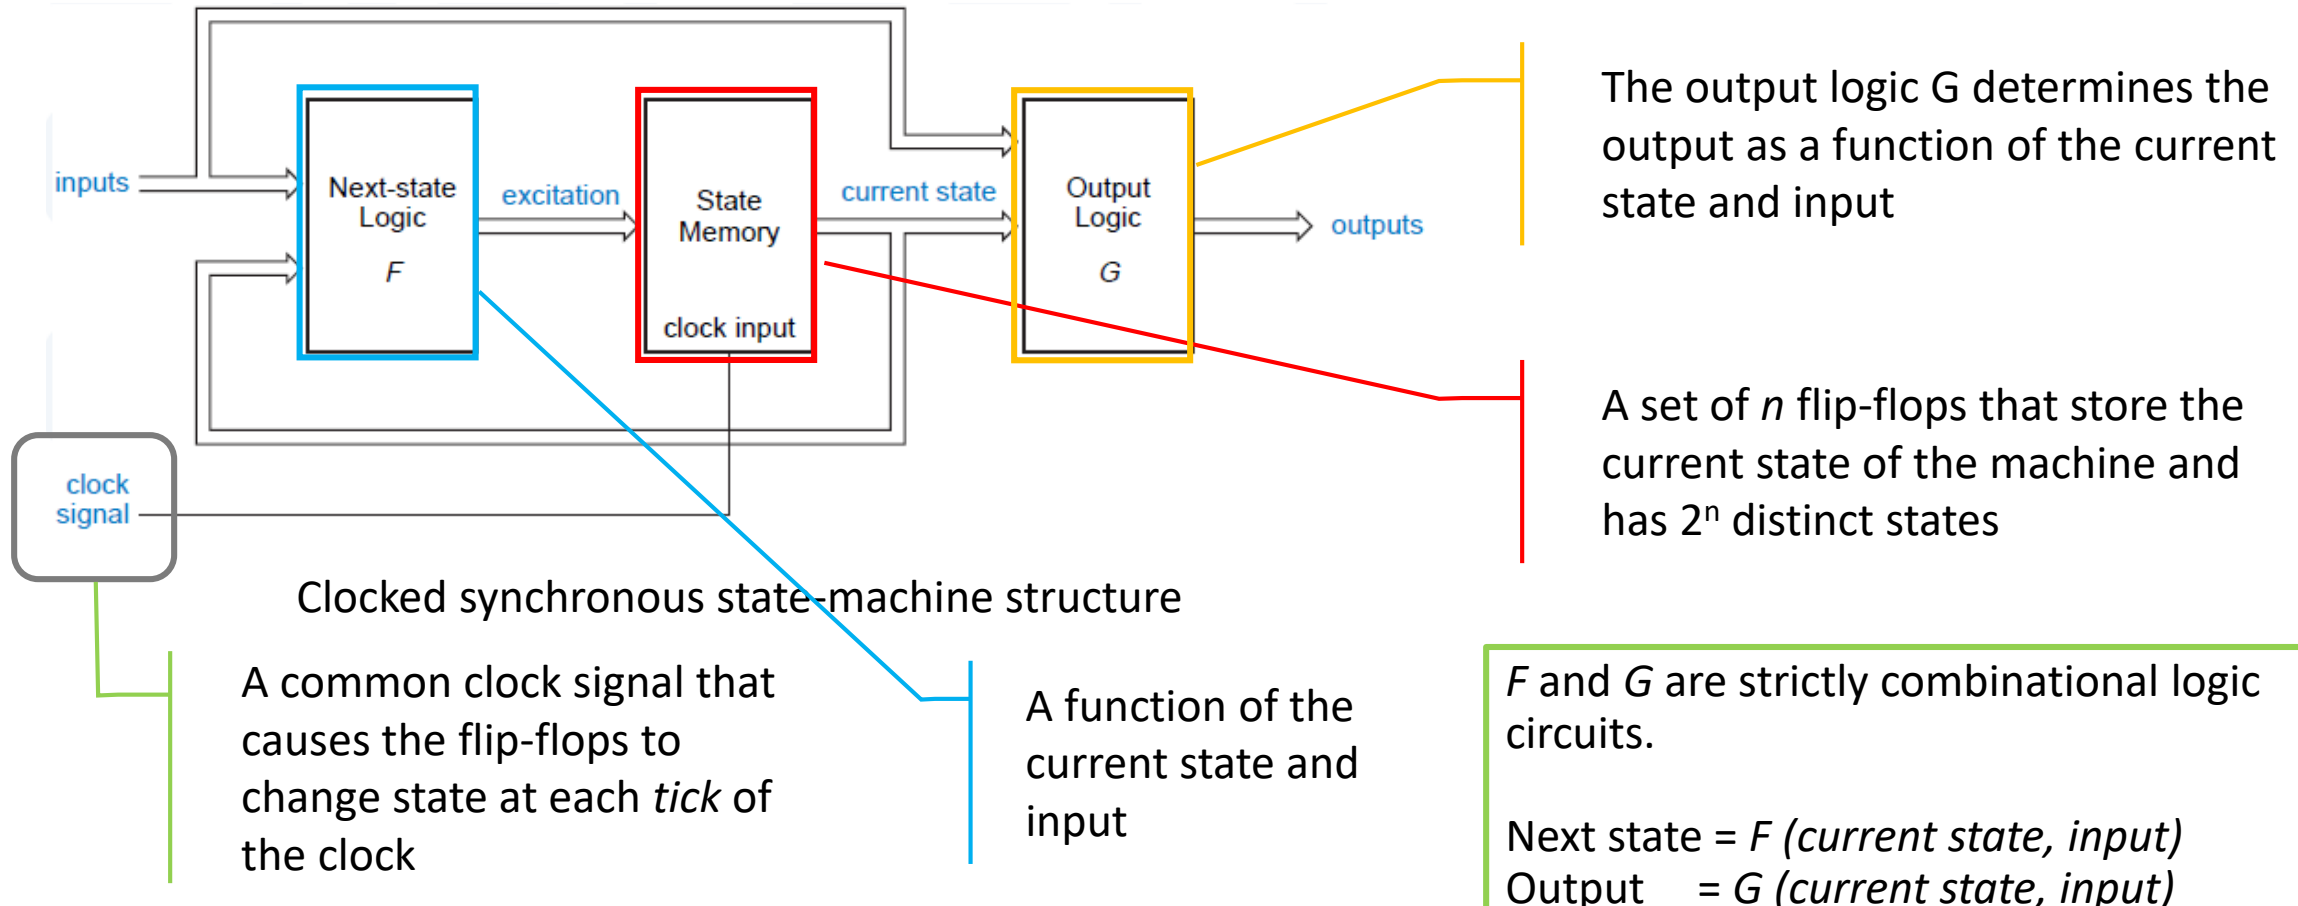 inputs
Next-state
Logic
F
excitation
State
Memory
clock input
current state
Output
Logic
G
outputs
clock
signal
Clocked synchronous state-machine structure
The output logic G determines the
output as a function of the current
state and input
A set of n flip-flops that store the
current state of the machine and
has 2ⁿ distinct states
A common clock signal that
causes the flip-flops to
change state at each tick of
the clock
A function of the
current state and
input
F and G are strictly combinational logic
circuits.
Next state = F (current state, input)
Output = G (current state, input)